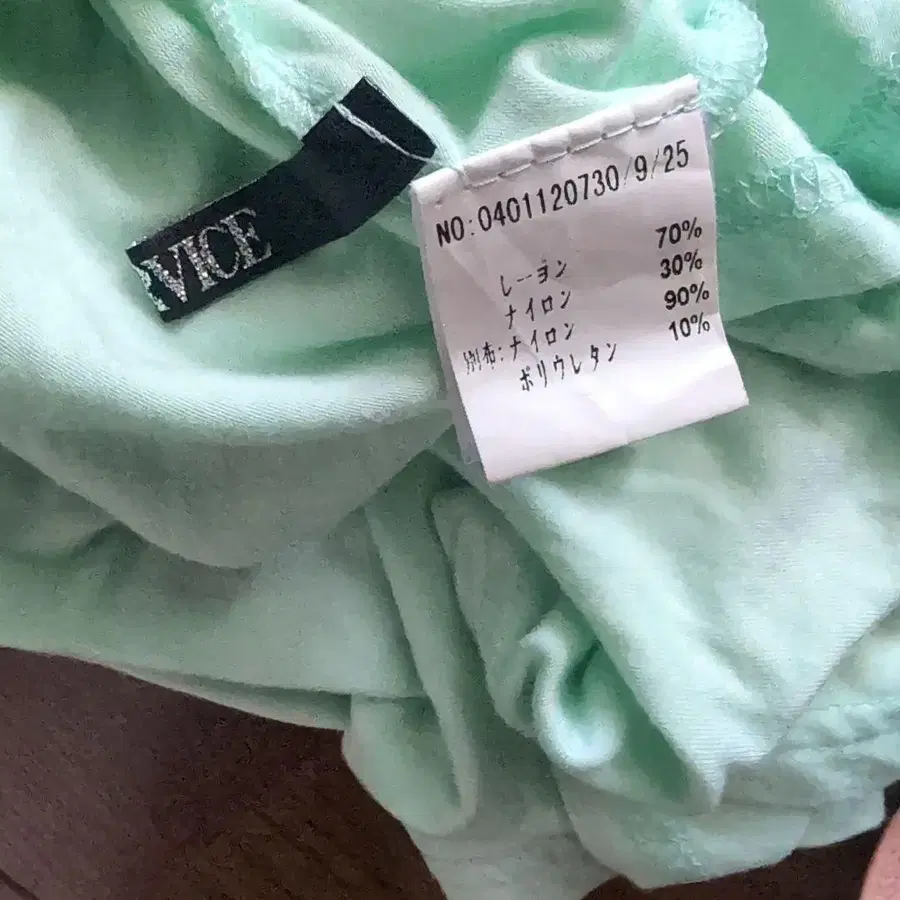 VICE
NO:0401120730/9/25
レーヨン 70%
ナイロン 30%
別布:ナイロン 90%
ポリウレタン 10%